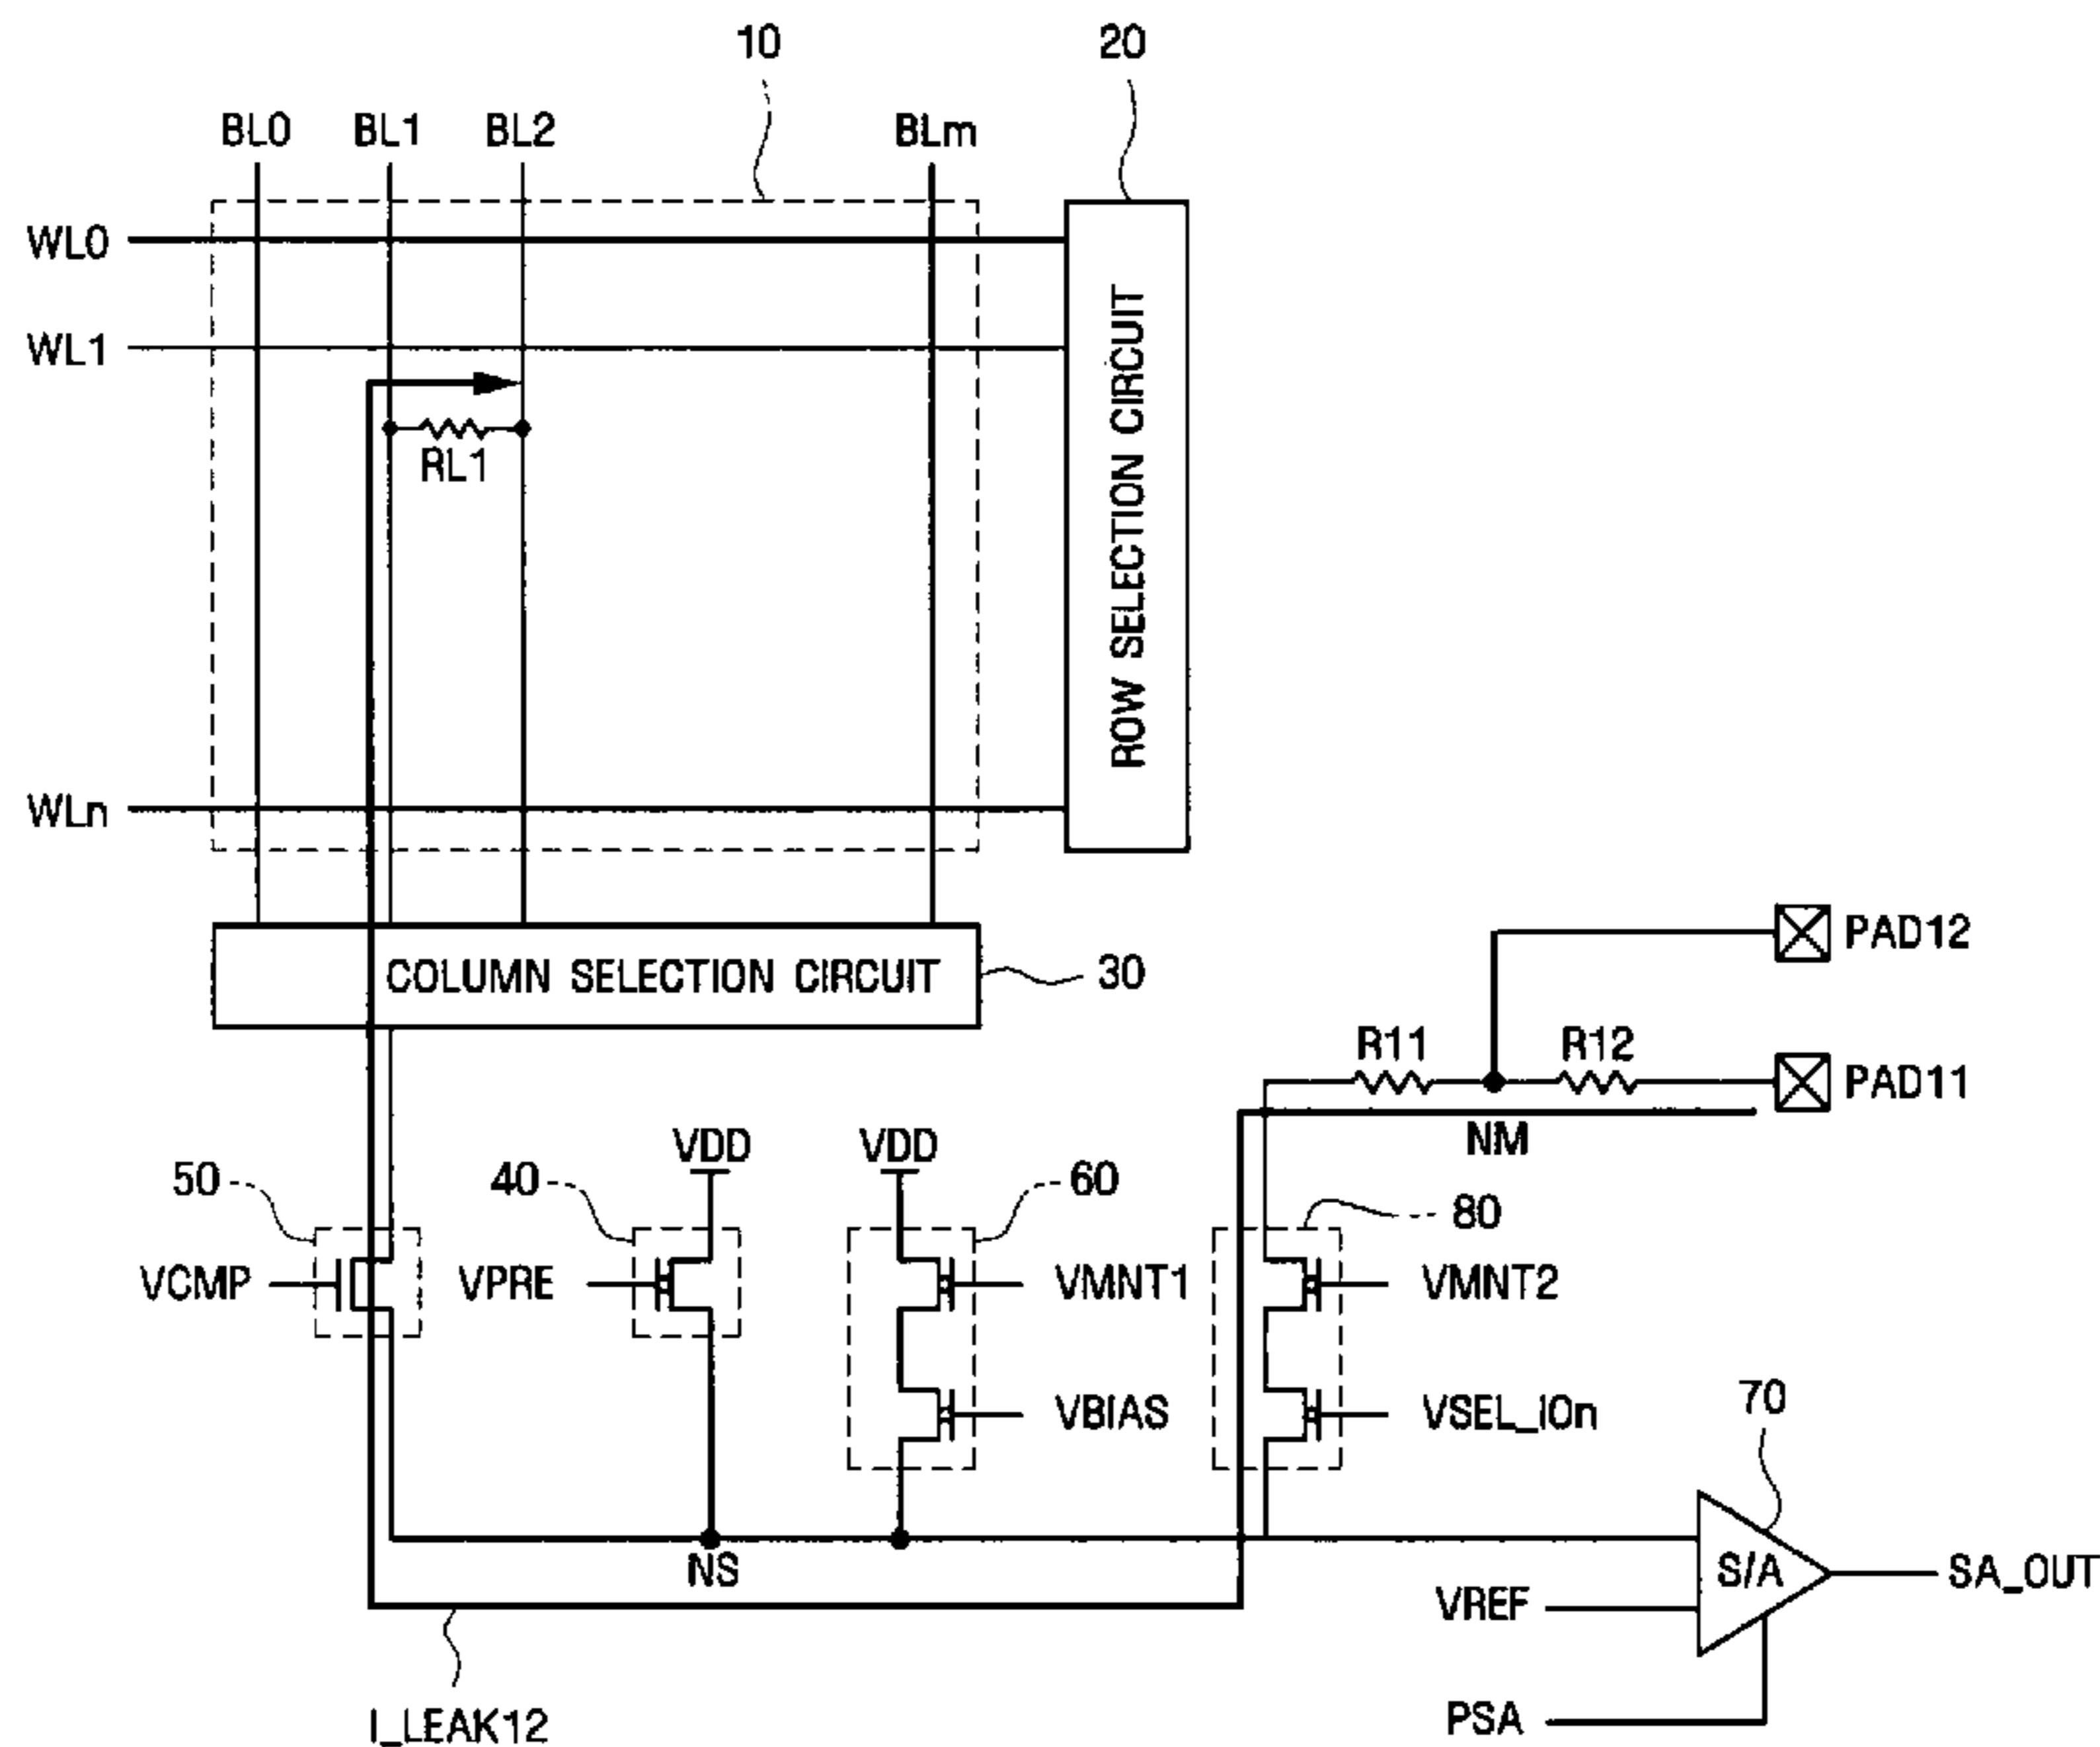 10
20
BL0
BL1
BL2
BLm
WL0
WL1
RL1
ROW SELECTION CIRCUIT
WLn
COLUMN SELECTION CIRCUIT
30
PAD12
R11
R12
PAD11
NM
VDD
VDD
50
40
60
80
VCMP
VPRE
VMNT1
VMNT2
VBIAS
VSEL_IOn
70
NS
S/A
SA_OUT
VREF
PSA
I_LEAK12